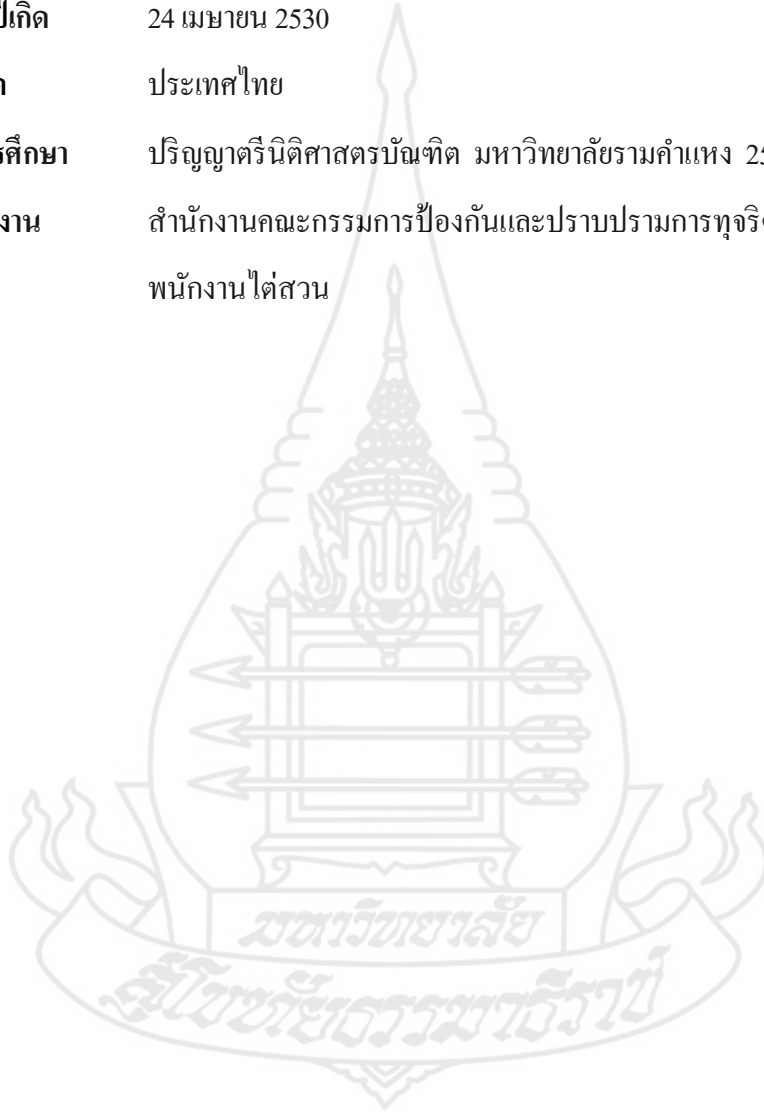 ปีเกิด 24 เมษายน 2530
ประเทศไทย
ศึกษา ปริญญาตรีนิติศาสตรบัณฑิต มหาวิทยาลัยรามคำแหง
งาน สำนักงานคณะกรรมการป้องกันและปราบปรามการทุจริ
พนักงานไต่สวน
มหาวิทยาลัย
สุโขทัยธรรมาธิราช